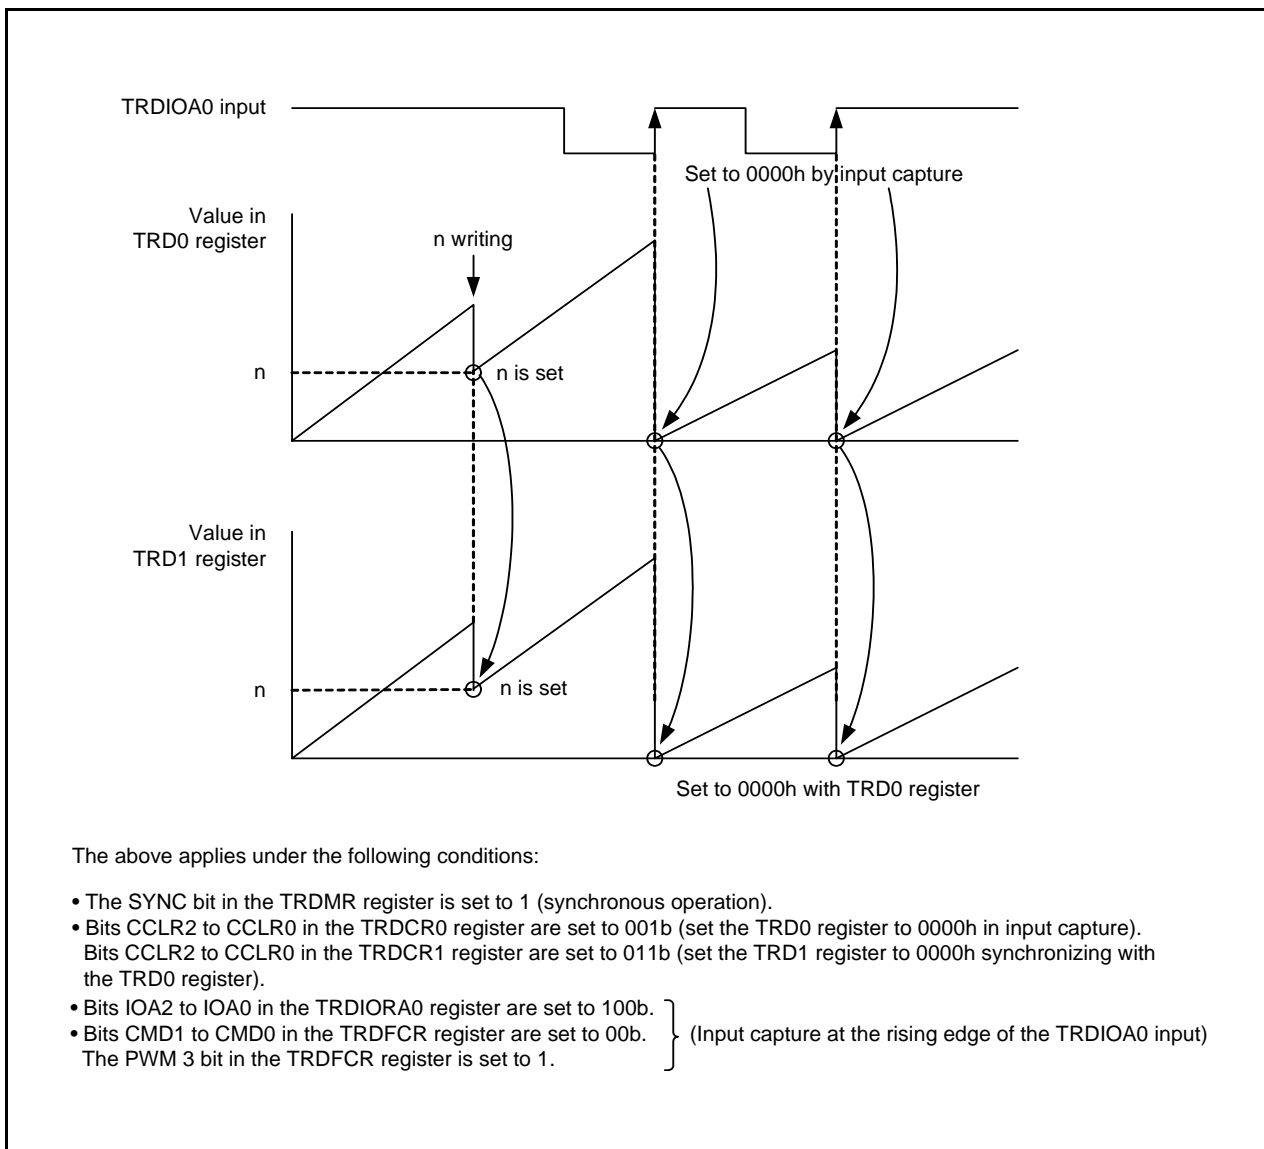 TRDIOA0 input
Set to 0000h by input capture
Value in
TRD0 register
n writing
n
n is set
Value in
TRD1 register
n
n is set
Set to 0000h with TRD0 register
The above applies under the following conditions:
• The SYNC bit in the TRDMR register is set to 1 (synchronous operation).
• Bits CCLR2 to CCLR0 in the TRDCR0 register are set to 001b (set the TRD0 register to 0000h in input capture).
Bits CCLR2 to CCLR0 in the TRDCR1 register are set to 011b (set the TRD1 register to 0000h synchronizing with
the TRD0 register).
• Bits IOA2 to IOA0 in the TRDIORA0 register are set to 100b.
• Bits CMD1 to CMD0 in the TRDFCR register are set to 00b.
(Input capture at the rising edge of the TRDIOA0 input)
The PWM 3 bit in the TRDFCR register is set to 1.